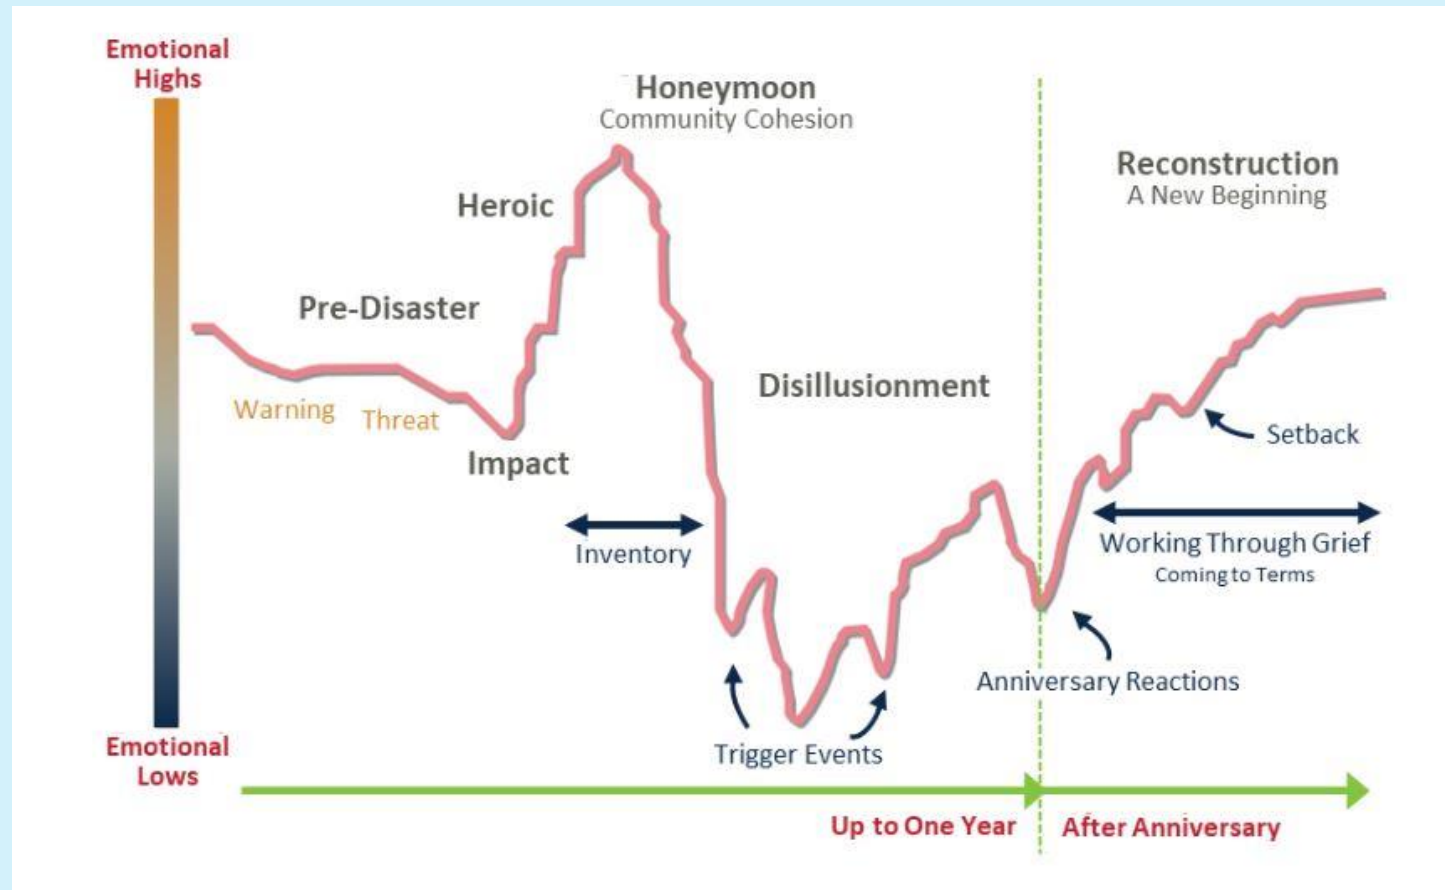 Emotional
Highs
Honeymoon
Community Cohesion
Reconstruction
A New Beginning
Heroic
Pre-Disaster
Disillusionment
Warning
Threat
Setback
Impact
Inventory
Working Through Grief
Coming to Terms
Anniversary Reactions
Trigger Events
Emotional
Lows
Up to One Year
After Anniversary